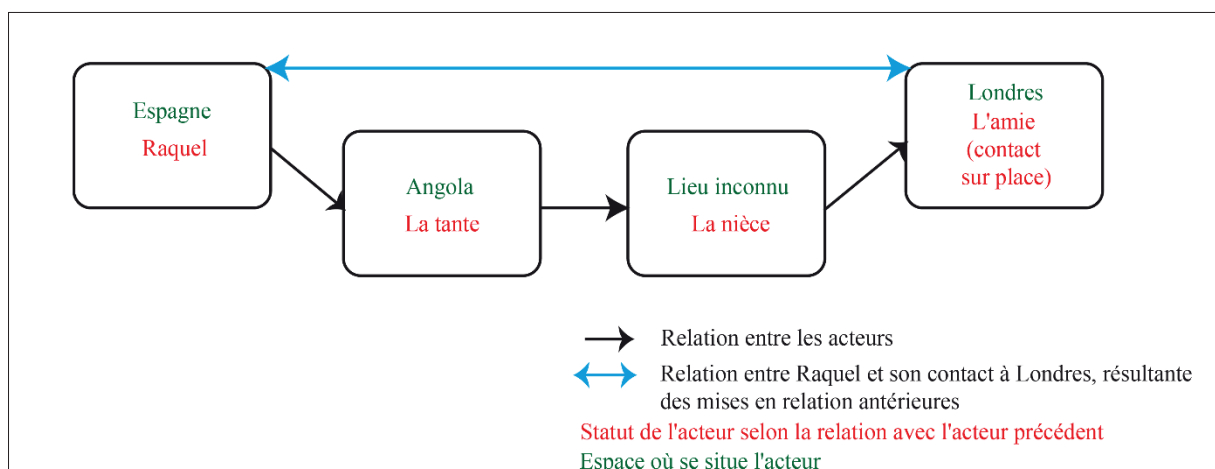 Espagne
Raquel
Angola
La tante
Lieu inconnu
La nièce
Londres
L'amie
(contact
sur place)
Relation entre les acteurs
Relation entre Raquel et son contact à Londres, résultante
des mises en relation antérieures
Statut de l'acteur selon la relation avec l'acteur précédent
Espace où se situe l'acteur